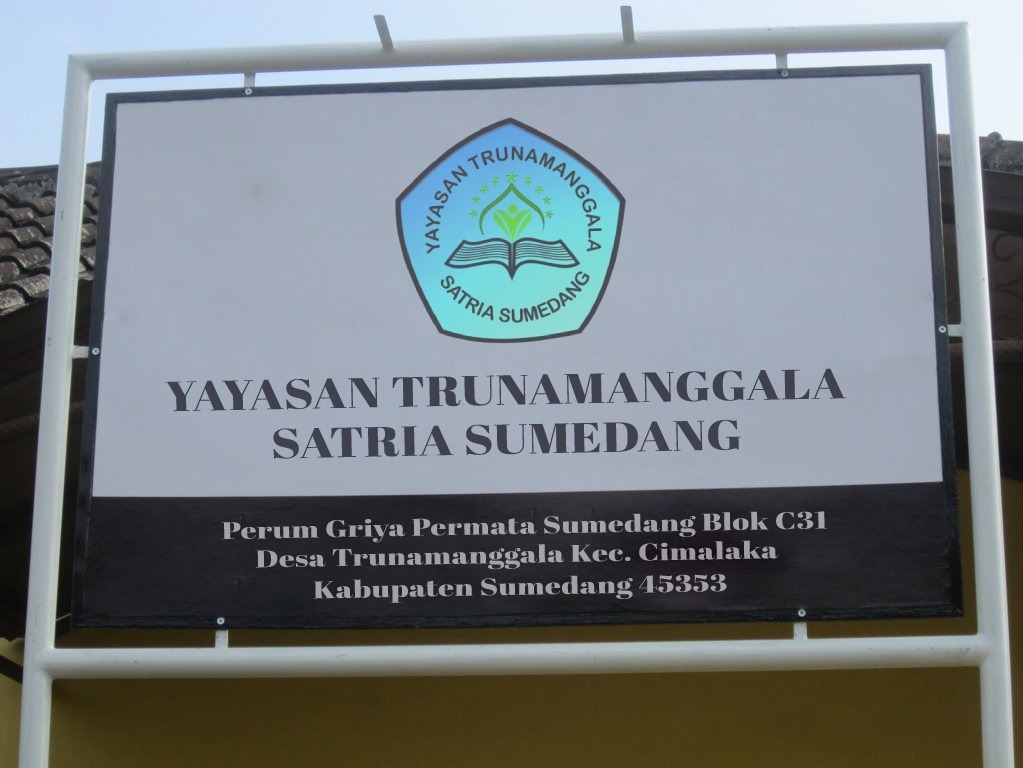 YAYASAN TRUNAMANGGALA
SATRIA SUMEDANG
YAYASAN TRUNAMANGGALA
SATRIA SUMEDANG
Perum Griya Permata Sumedang Blok C31
Desa Trunamanggala Kec. Cimalaka
Kabupaten Sumedang 45353